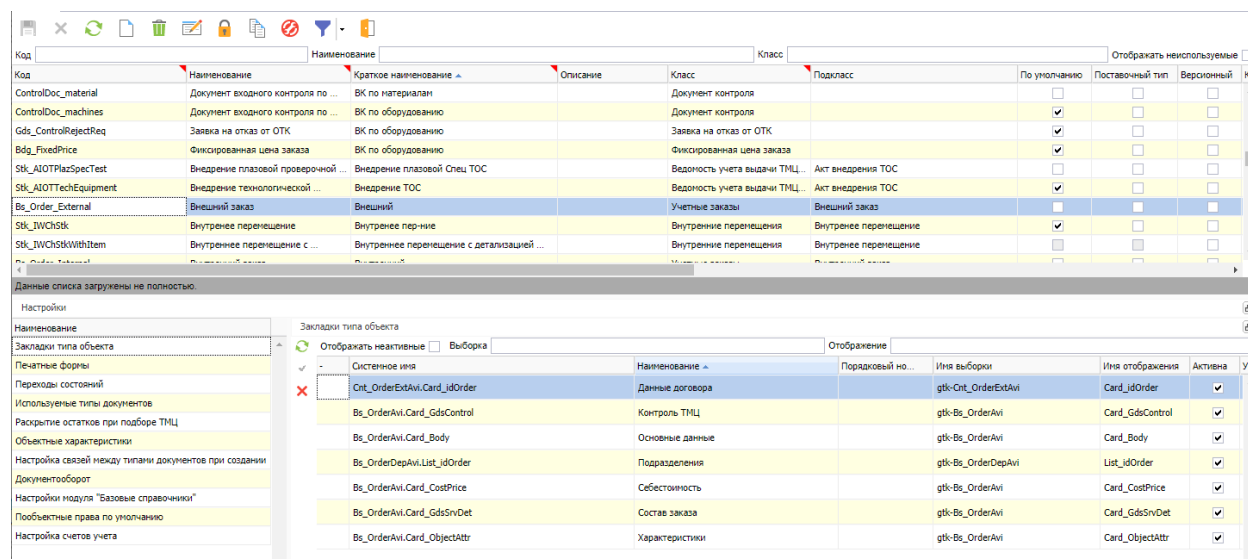 Код Наименование Класс Отображать неиспользуемые
Код Наименование Краткое наименование Описание Класс Подкласс По умолчанию Поставочный тип Версионный
ControlDoc_material Документ входного контроля по ... ВК по материалам Документ контроля
ControlDoc_machines Документ входного контроля по ... ВК по оборудованию Документ контроля
Gds_ControlRejectReq Заявка на отказ от ОТК ВК по оборудованию Заявка на отказ от ОТК
Bdg_FixedPrice Фиксированная цена заказа ВК по оборудованию Фиксированная цена заказа
Stk_AIOTPlazSpecTest Внедрение плазовой проверочной ... Внедрение плазовой Спец ТОС Ведомость учета выдачи ТМЦ... Акт внедрения ТОС
Stk_AIOTTechEquipment Внедрение технологической ... Внедрение ТОС Ведомость учета выдачи ТМЦ... Акт внедрения ТОС
Bs_Order_External Внешний заказ Внешний Учетные заказы Внешний заказ
Stk_IWChStk Внутренее перемещение Внутренее пер-ние Внутренние перемещения Внутренее перемещение
Stk_IWChStkWithItem Внутреннее перемещение с ... Внутреннее перемещение с детализацией ... Внутренние перемещения Внутренее перемещение
Bs_Order_Internal Внутренний заказ Внутренний Учетные заказы Внутренний заказ
Данные списка загружены не полностью.
Настройки
Наименование
Закладки типа объекта
Печатные формы
Переходы состояний
Используемые типы документов
Раскрытие остатков при подборе ТМЦ
Объектные характеристики
Настройка связей между типами документов при создании
Документооборот
Настройки модуля "Базовые справочники"
Пообъектные права по умолчанию
Настройка счетов учета
Закладки типа объекта
Отображать неактивные Выборка Отображение
- Системное имя Наименование Порядковый но... Имя выборки Имя отображения Активна
Cnt_OrderExtAvi.Card_idOrder Данные договора gtk-Cnt_OrderExtAvi Card_idOrder
Bs_OrderAvi.Card_GdsControl Контроль ТМЦ gtk-Bs_OrderAvi Card_GdsControl
Bs_OrderAvi.Card_Body Основные данные gtk-Bs_OrderAvi Card_Body
Bs_OrderDepAvi.List_idOrder Подразделения gtk-Bs_OrderDepAvi List_idOrder
Bs_OrderAvi.Card_CostPrice Себестоимость gtk-Bs_OrderAvi Card_CostPrice
Bs_OrderAvi.Card_GdsSrvDet Состав заказа gtk-Bs_OrderAvi Card_GdsSrvDet
Bs_OrderAvi.Card_ObjectAttr Характеристики gtk-Bs_OrderAvi Card_ObjectAttr